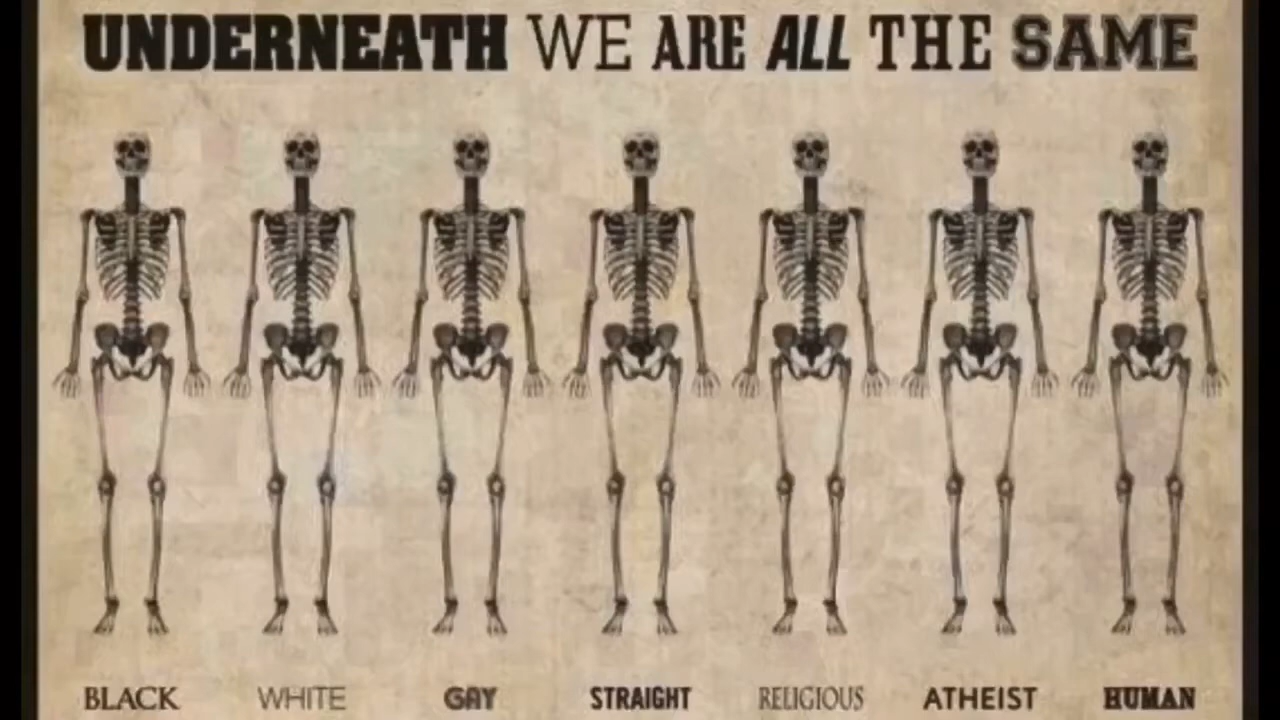 UNDERNEATH WE ARE ALL THE SAME
BLACK WHITE GAY STRAIGHT RELIGIOUS ATHEIST HUMAN